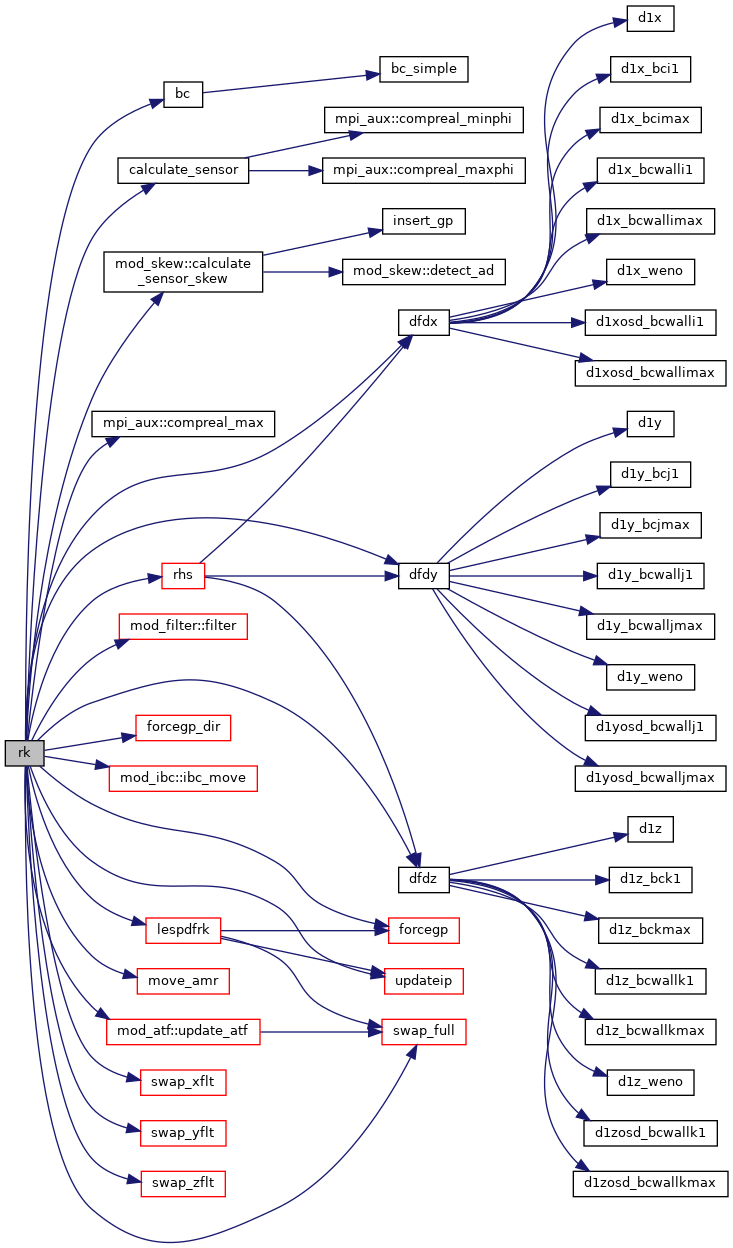 d1x
bc_simple
d1x_bci1
bc
mpi_aux::compreal_minphi
d1x_bcimax
calculate_sensor
mpi_aux::compreal_maxphi
d1x_bcwalli1
insert_gp
d1x_bcwallimax
mod_skew::calculate
_sensor_skew
mod_skew::detect_ad
d1x_weno
dfdx
d1xosd_bcwalli1
d1xosd_bcwallimax
mpi_aux::compreal_max
d1y
d1y_bcj1
d1y_bcjmax
rhs
dfdy
d1y_bcwallj1
mod_filter::filter
d1y_bcwalljmax
d1y_weno
forcegp_dir
d1yosd_bcwallj1
rk
mod_ibc::ibc_move
d1yosd_bcwalljmax
d1z
dfdz
d1z_bck1
lespdfrk
forcegp
d1z_bckmax
move_amr
updateip
d1z_bcwallk1
mod_atf::update_atf
swap_full
d1z_bcwallkmax
swap_xflt
d1z_weno
swap_yflt
d1zosd_bcwallk1
swap_zflt
d1zosd_bcwallkmax